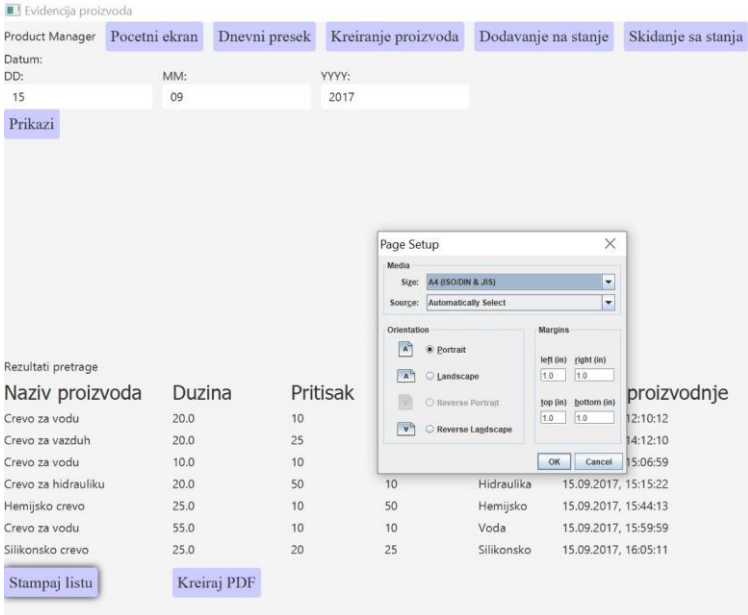 Evidencija proizvoda
Product Manager Pocetni ekran Dnevni presek Kreiranje proizvoda Dodavanje na stanje Skidanje sa stanja
Datum:
DD: MM: YYYY:
15 09 2017
Prikazi
Page Setup
Media
Size: A4 (ISO/DIN & JIS)
Source: Automatically Select
Orientation Margins
A Portrait left (in) right (in)
A Landscape 1.0 1.0
Reverse Portrait top (in) bottom (in)
Reverse Landscape 1.0 1.0
OK Cancel
Rezultati pretrage
Naziv proizvoda Duzina Pritisak proizvodnje
Crevo za vodu 20.0 10 12:10:12
Crevo za vazduh 20.0 25 14:12:10
Crevo za vodu 10.0 10 15:06:59
Crevo za hidrauliku 20.0 50 10 Hidraulika 15.09.2017, 15:15:22
Hemijsko crevo 25.0 10 50 Hemijsko 15.09.2017, 15:44:13
Crevo za vodu 55.0 10 10 Voda 15.09.2017, 15:59:59
Silikonsko crevo 25.0 20 25 Silikonsko 15.09.2017, 16:05:11
Stampaj listu Kreiraj PDF